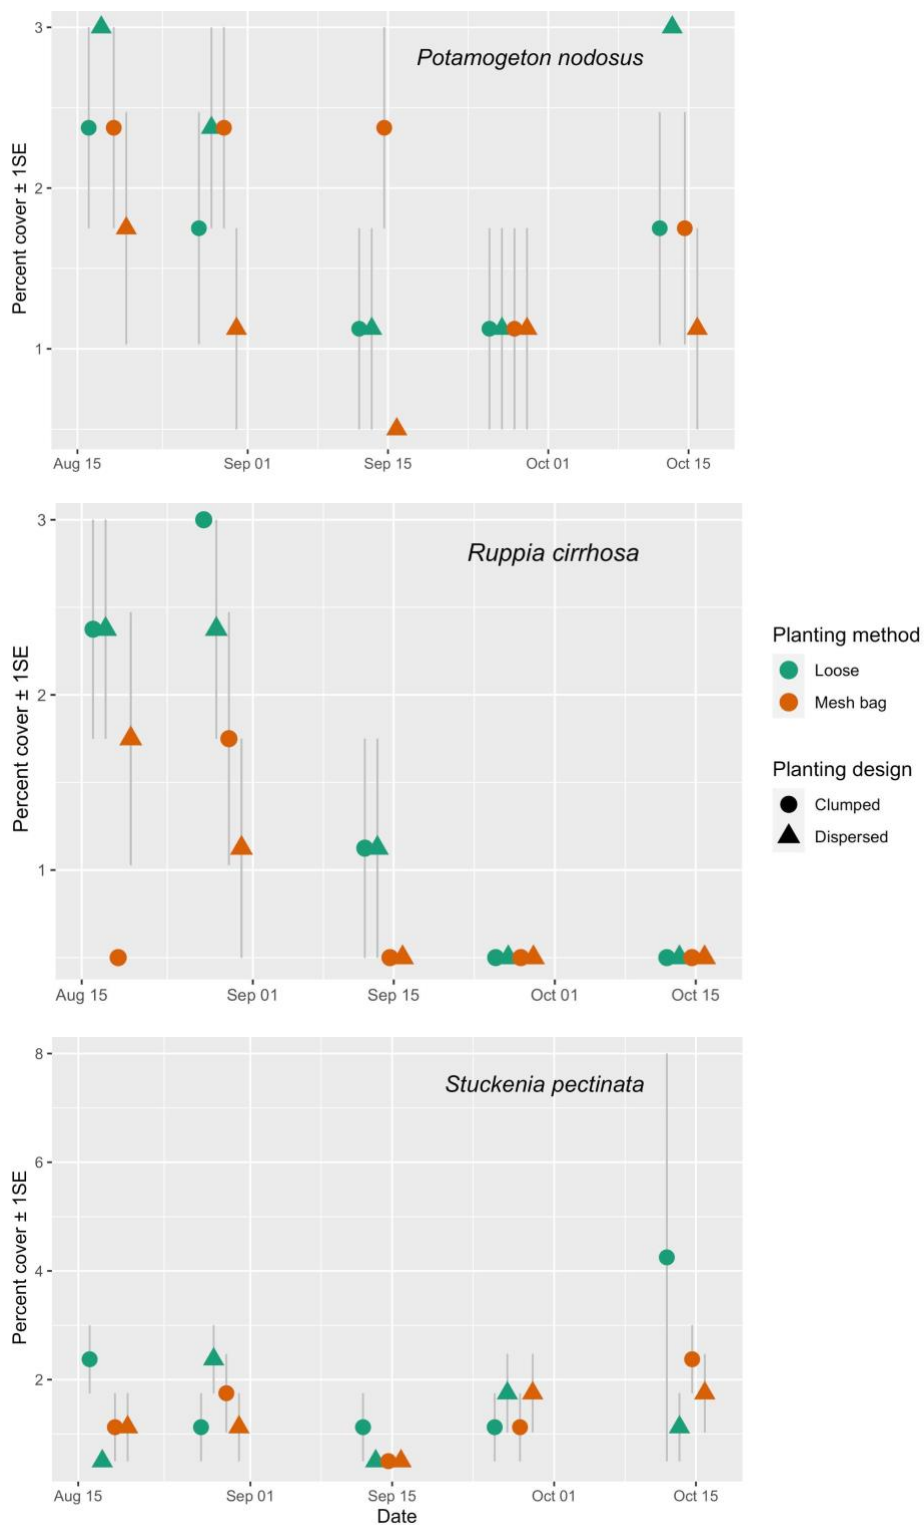 Potamogeton nodosus
Percent cover ± 1SE
3
2
1
Aug 15 Sep 01 Sep 15 Oct 01 Oct 15
Ruppia cirrhosa
Percent cover ± 1SE
3
2
1
Aug 15 Sep 01 Sep 15 Oct 01 Oct 15
Planting method
Loose
Mesh bag
Planting design
Clumped
Dispersed
Stuckenia pectinata
Percent cover ± 1SE
8
6
4
2
Aug 15 Sep 01 Sep 15 Oct 01 Oct 15
Date